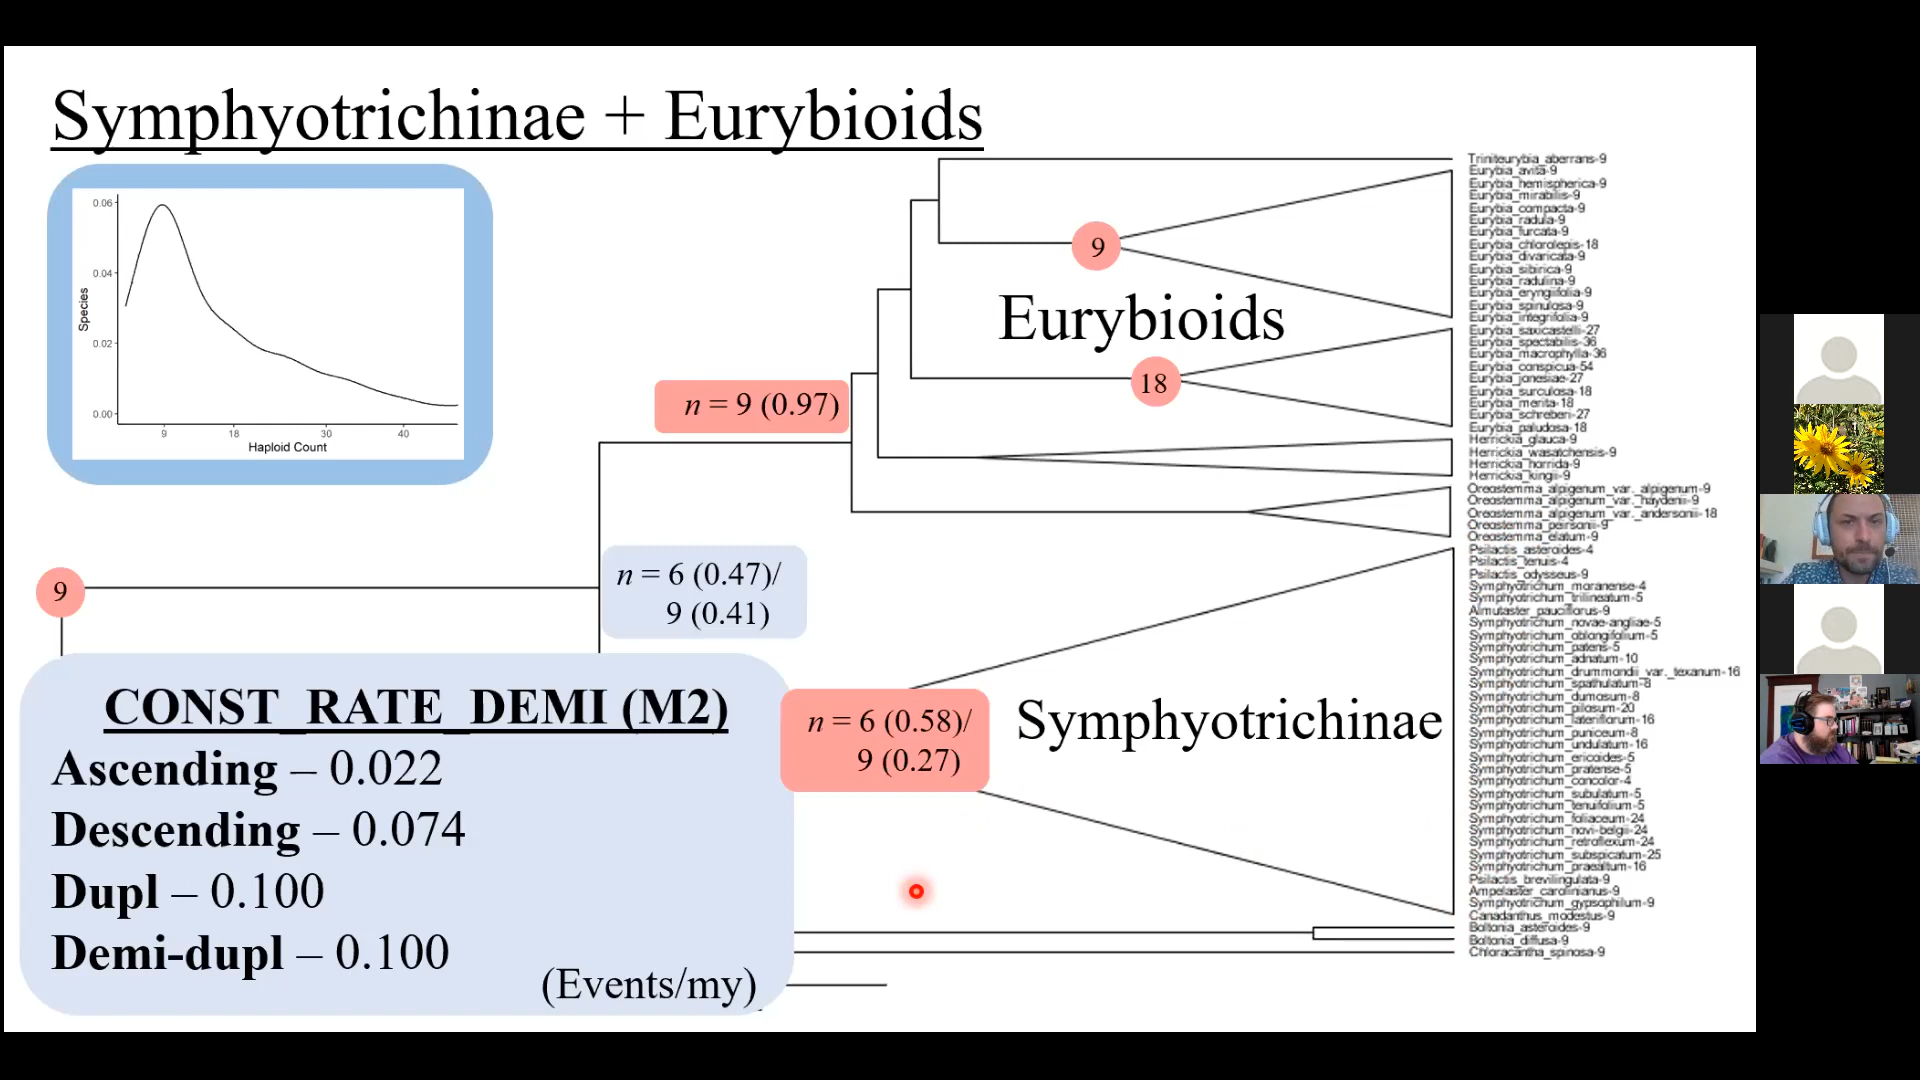 Symphyotrichinae + Eurybioids
0.06
0.04
0.02
0.00
Species
9
18
30
40
Haploid Count
9
Eurybioids
18
n = 9 (0.97)
n = 6 (0.47)/
9 (0.41)
9
n = 6 (0.58)/
9 (0.27)
Symphyotrichinae
CONST_RATE_DEMI (M2)
Ascending – 0.022
Descending – 0.074
Dupl – 0.100
Demi-dupl – 0.100
(Events/my)
Triniteurybia_aberrans-9
Eurybia_avita-9
Eurybia_hemispherica-9
Eurybia_mirabilis-9
Eurybia_compacta-9
Eurybia_radula-9
Eurybia_furcata-9
Eurybia_chlorolepis-18
Eurybia_divaricata-9
Eurybia_sibirica-9
Eurybia_radulina-9
Eurybia_eryngiifolia-9
Eurybia_spinulosa-9
Eurybia_integrifolia-9
Eurybia_saxicastelli-27
Eurybia_spectabilis-36
Eurybia_macrophylla-36
Eurybia_conspicua-54
Eurybia_jonesiae-27
Eurybia_surculosa-18
Eurybia_merita-18
Eurybia_schreberi-27
Eurybia_paludosa-18
Herrickia_glauca-9
Herrickia_wasatchensis-9
Herrickia_horrida-9
Herrickia_kingii-9
Oreostemma_alpigenum_var._alpigenum-9
Oreostemma_alpigenum_var._haydenii-9
Oreostemma_alpigenum_var._andersonii-18
Oreostemma_peirsonii-9
Oreostemma_elatum-9
Psilactis_asteroides-4
Psilactis_tenuis-4
Psilactis_odysseus-9
Symphyotrichum_moranense-4
Symphyotrichum_trilineatum-5
Almutaster_pauciflorus-9
Symphyotrichum_novae-angliae-5
Symphyotrichum_oblongifolium-5
Symphyotrichum_patens-5
Symphyotrichum_adnatum-10
Symphyotrichum_drummondii_var._texanum-16
Symphyotrichum_spathulatum-8
Symphyotrichum_dumosum-8
Symphyotrichum_pilosum-20
Symphyotrichum_lateriflorum-16
Symphyotrichum_puniceum-8
Symphyotrichum_undulatum-16
Symphyotrichum_ericoides-5
Symphyotrichum_pratense-5
Symphyotrichum_concolor-4
Symphyotrichum_subulatum-5
Symphyotrichum_tenuifolium-5
Symphyotrichum_foliaceum-24
Symphyotrichum_novi-belgii-24
Symphyotrichum_retroflexum-24
Symphyotrichum_subspicatum-25
Symphyotrichum_praealtum-16
Psilactis_brevilingulata-9
Ampelaster_carolinianus-9
Symphyotrichum_gypsophilum-9
Canadanthus_modestus-9
Boltonia_asteroides-9
Boltonia_diffusa-9
Chloracantha_spinosa-9